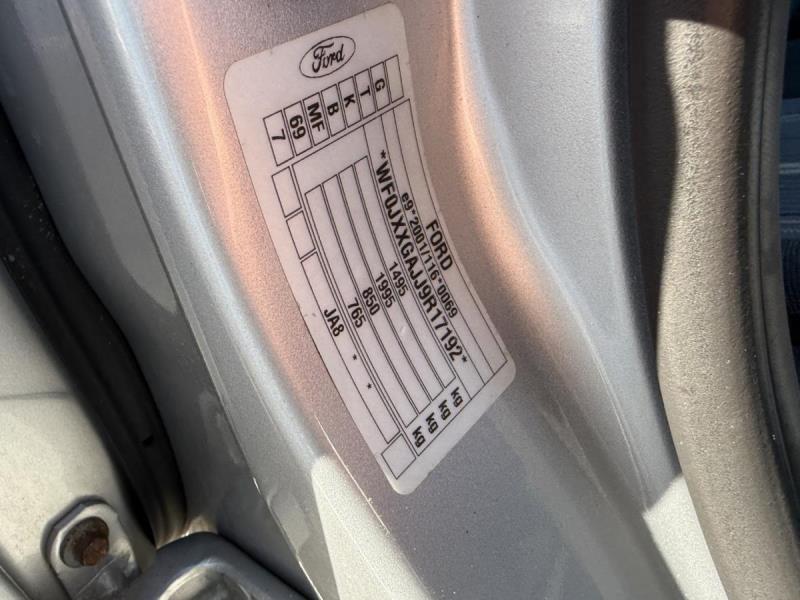 Ford
FORD
e9*2001/116*0069
*WF0JXXGAJJ9R17192*
1495 kg
1995 kg
850 kg
765 kg
JA8 * *
7 69 MF B K T G